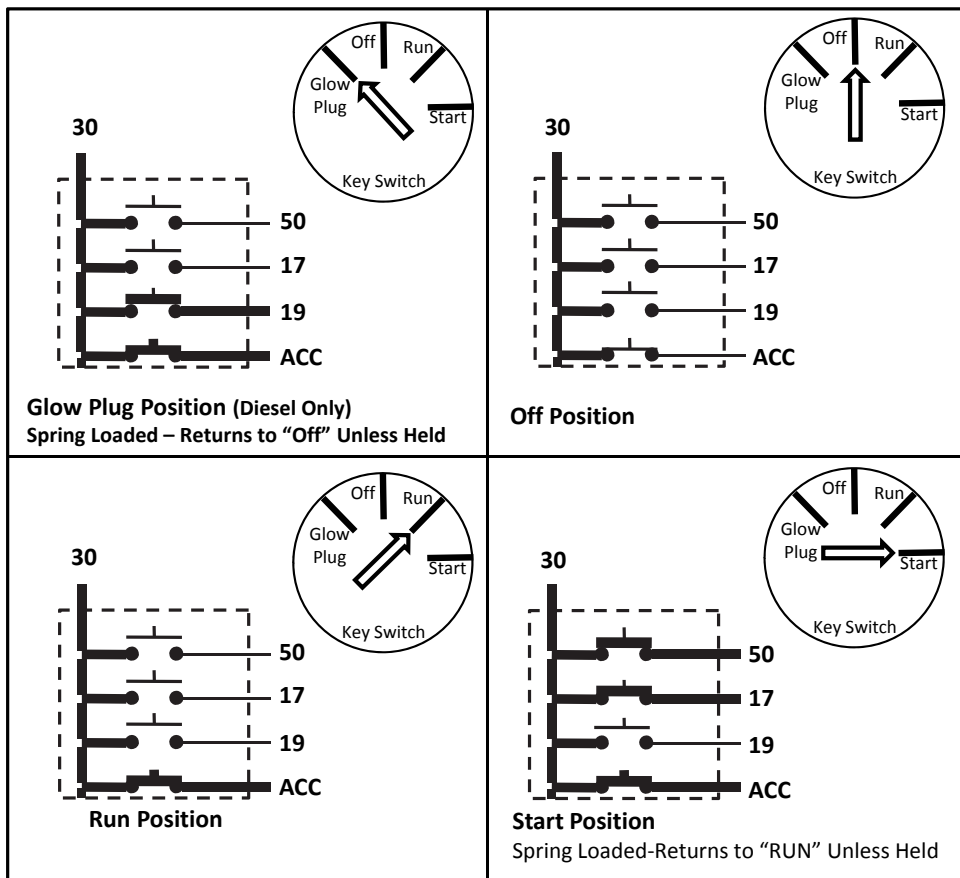 Off
Run
Glow
Plug
Start
Key Switch
30
50
17
19
ACC
Glow Plug Position (Diesel Only)
Spring Loaded – Returns to “Off” Unless Held
Off
Run
Glow
Plug
Start
Key Switch
30
50
17
19
ACC
Off Position
Off
Run
Glow
Plug
Start
Key Switch
30
50
17
19
ACC
Run Position
Off
Run
Glow
Plug
Start
Key Switch
30
50
17
19
ACC
Start Position
Spring Loaded-Returns to “RUN” Unless Held